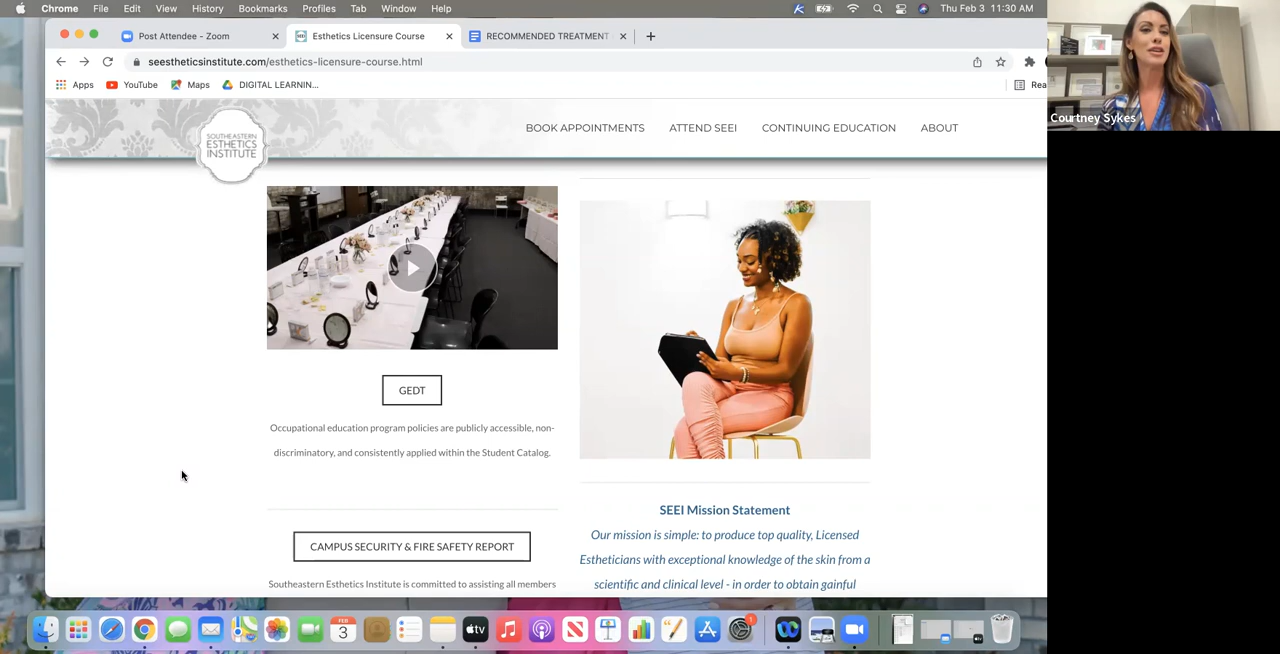 Chrome File Edit View History Bookmarks Profiles Tab Window Help
Thu Feb 3 11:30 AM
Post Attendee - Zoom
Esthetics Licensure Course
RECOMMENDED TREATMENT
seestheticsinstitute.com/esthetics-licensure-course.html
Apps YouTube Maps DIGITAL LEARNIN... Rea
SOUTHEASTERN
ESTHETICS
INSTITUTE
BOOK APPOINTMENTS ATTEND SEEI CONTINUING EDUCATION ABOUT
Courtney Sykes
GEDT
Occupational education program policies are publicly accessible, non-
discriminatory, and consistently applied within the Student Catalog.
CAMPUS SECURITY & FIRE SAFETY REPORT
Southeastern Esthetics Institute is committed to assisting all members
SEEI Mission Statement
Our mission is simple: to produce top quality, Licensed
Estheticians with exceptional knowledge of the skin from a
scientific and clinical level - in order to obtain gainful
FEB
3
tv
1